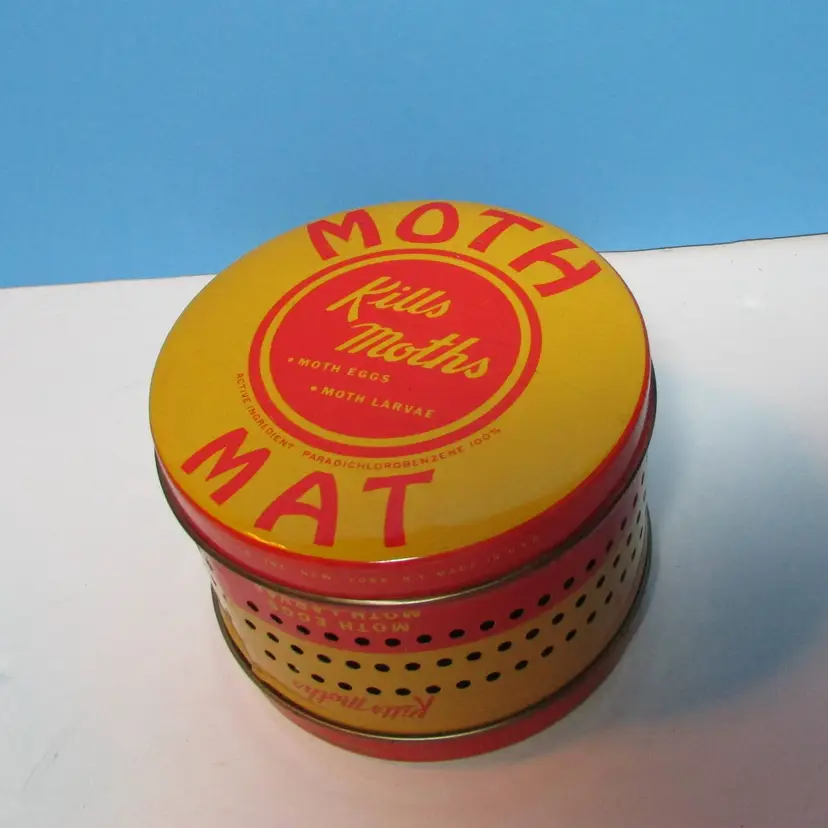 MOTH
Kills
Moths
• MOTH EGGS
• MOTH LARVAE
ACTIVE INGREDIENT PARADICHLOROBENZENE 100%
MAT
NEW YORK N.Y. MADE IN U.S.A.
MOTH EGGS
MOTH LARVAE
Kills Moths